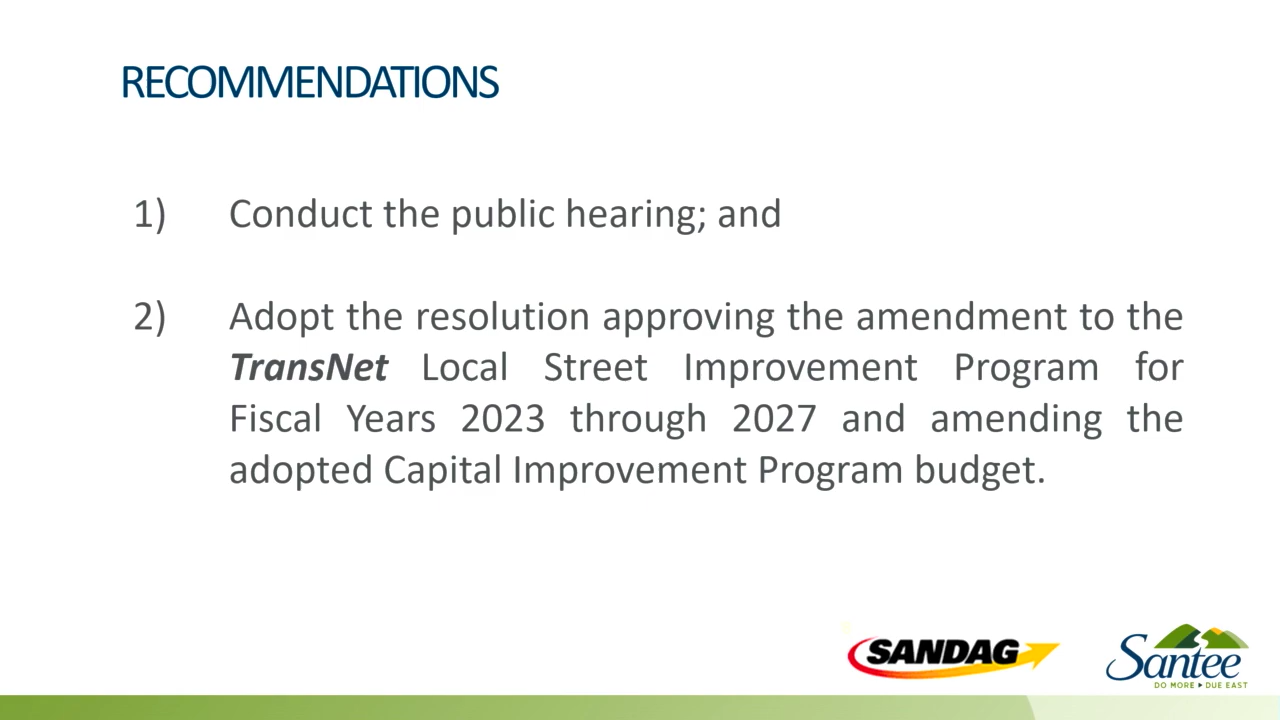 RECOMMENDATIONS
1) Conduct the public hearing; and
2) Adopt the resolution approving the amendment to the
TransNet Local Street Improvement Program for
Fiscal Years 2023 through 2027 and amending the
adopted Capital Improvement Program budget.
SANDAG
Santee
DO MORE ▸ DUE EAST